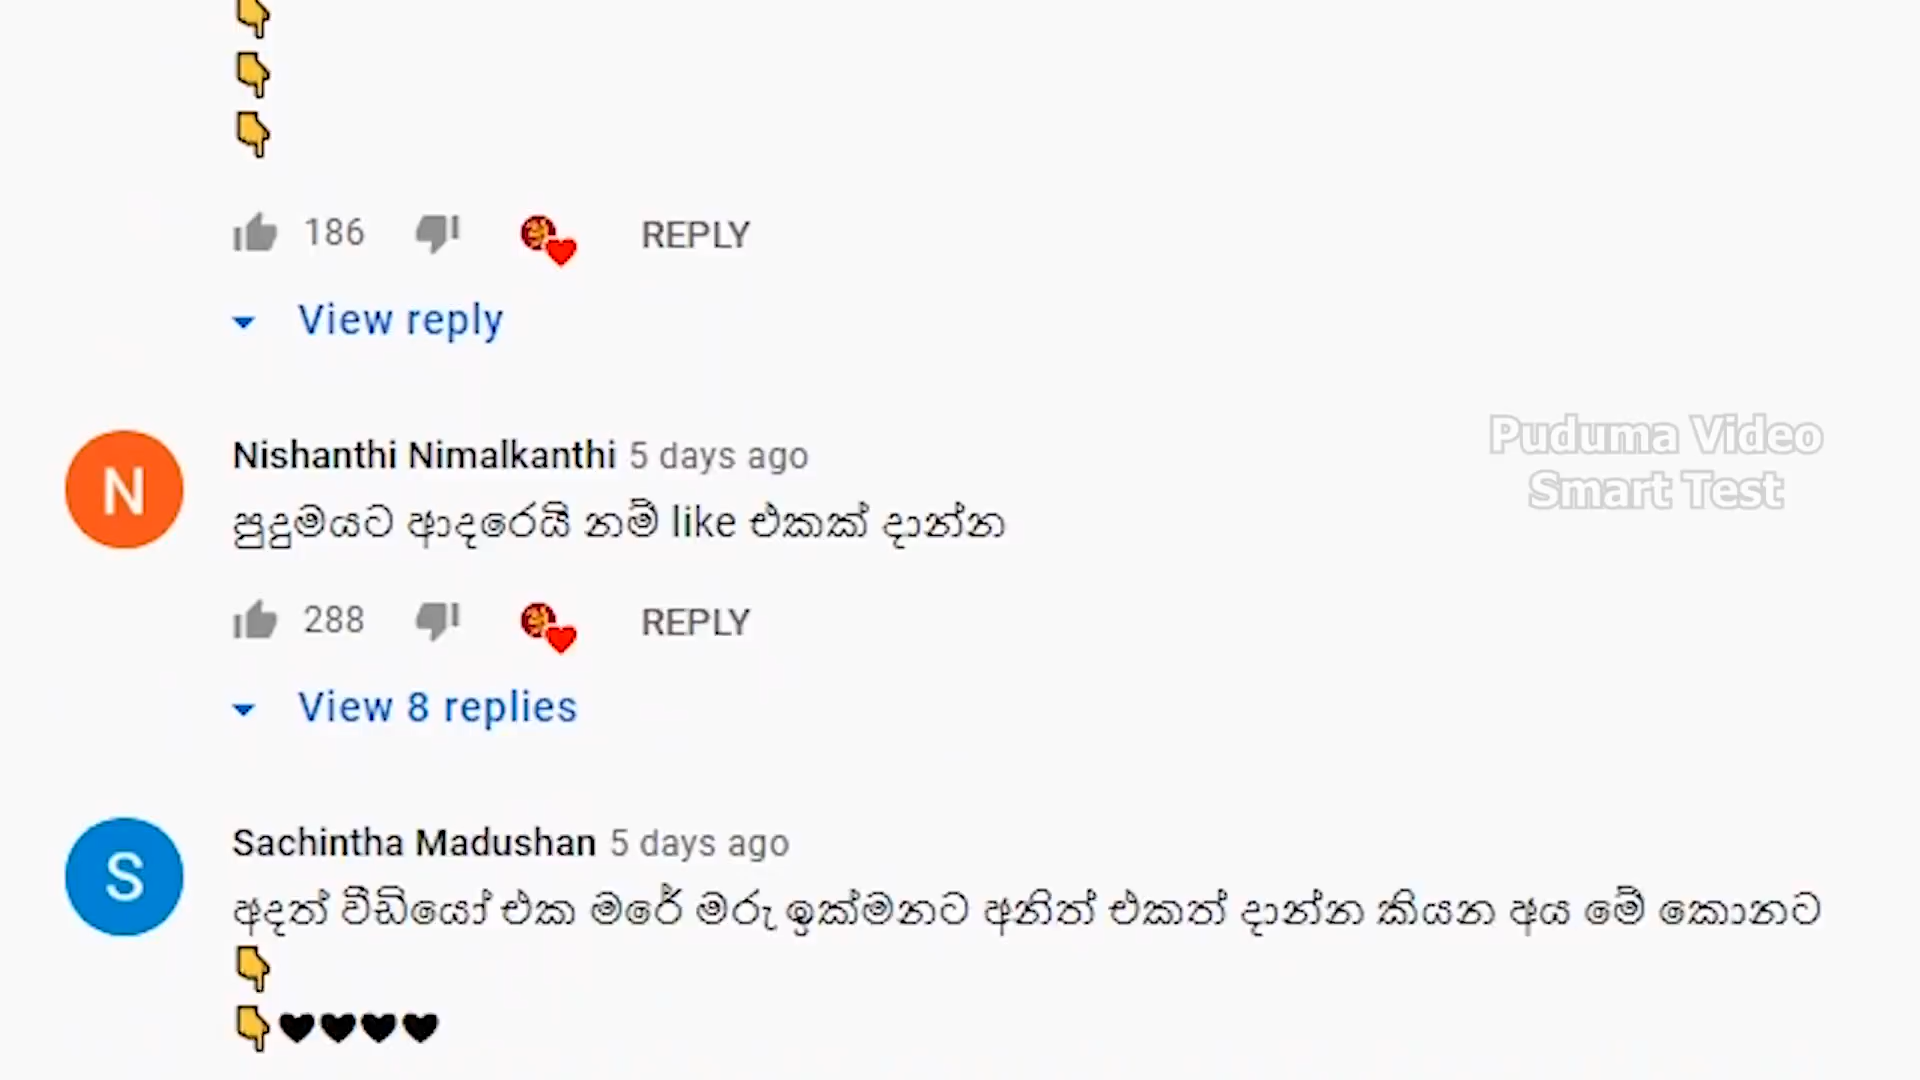 👇
👇
👇
186 REPLY
View reply
N
Nishanthi Nimalkanthi 5 days ago
පුදුමයට ආදරෙයි නම් like එකක් දාන්න
Puduma Video
Smart Test
288 REPLY
View 8 replies
S
Sachintha Madushan 5 days ago
අදත් වීඩියෝ එක මරේ මරු ඉක්මනට අනිත් එකත් දාන්න කියන අය මේ කොනට
👇
👇🖤🖤🖤🖤